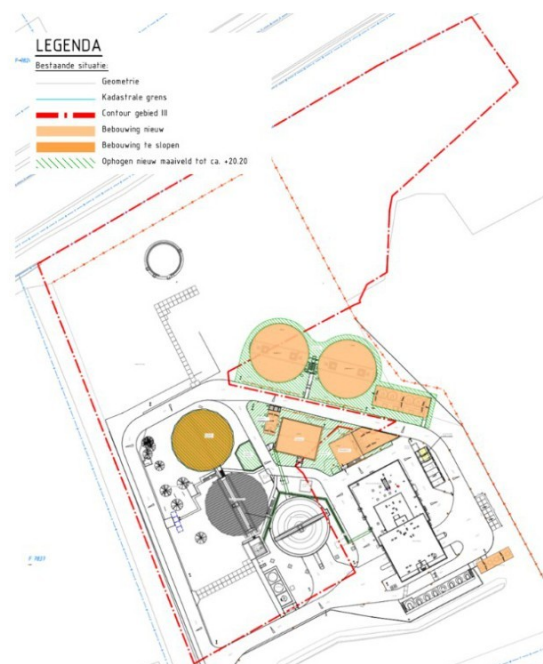 LEGENDA
Bestaande situatie:
Geometrie
Kadastrale grens
Contour gebied III
Bebouwing nieuw
Bebouwing te slopen
Ophogen nieuw maaiveld tot ca. +20.20